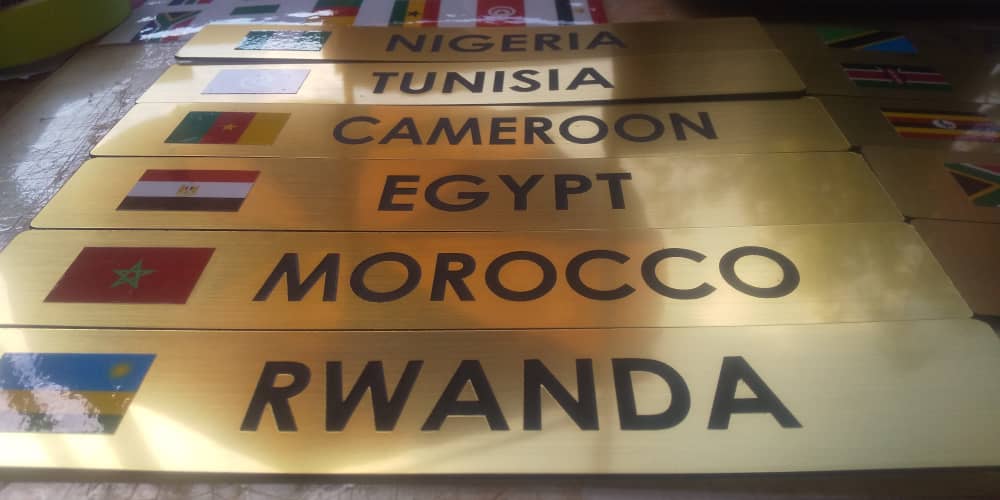 NIGERIA
TUNISIA
CAMEROON
EGYPT
MOROCCO
RWANDA